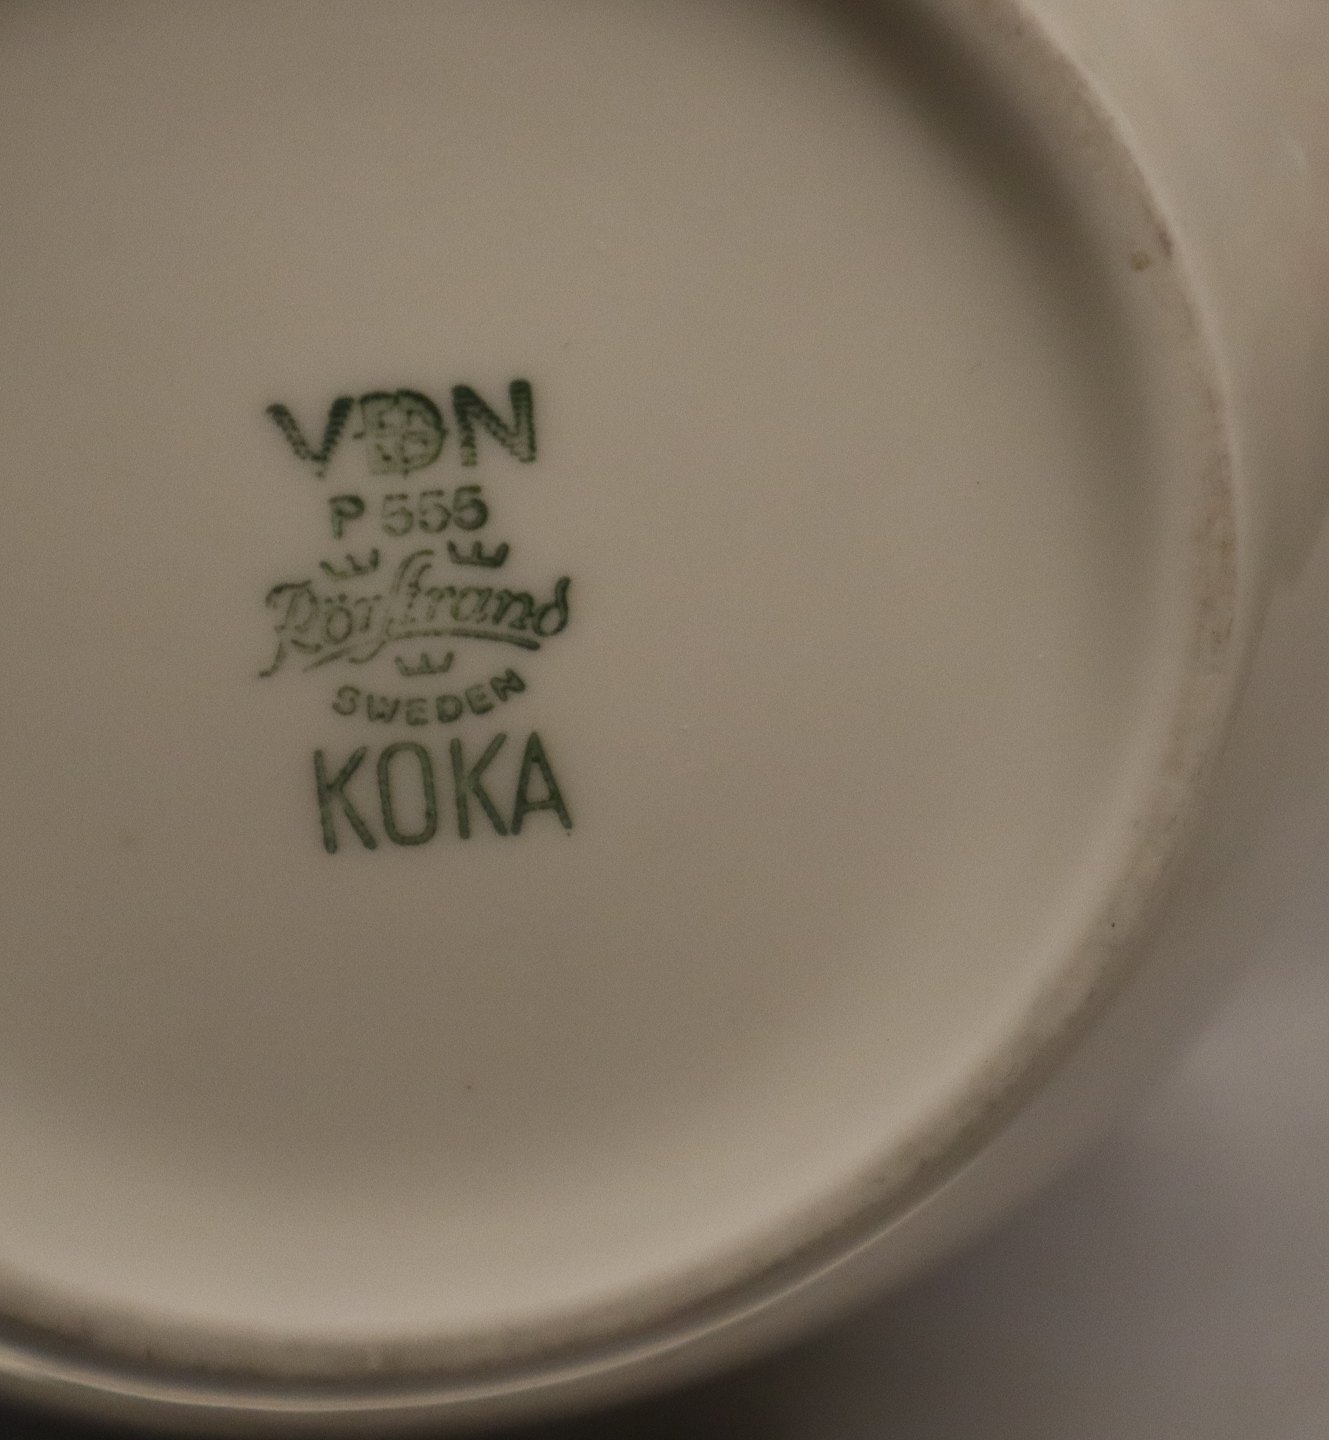 VDN
P 555
Rörstrand
SWEDEN
KOKA